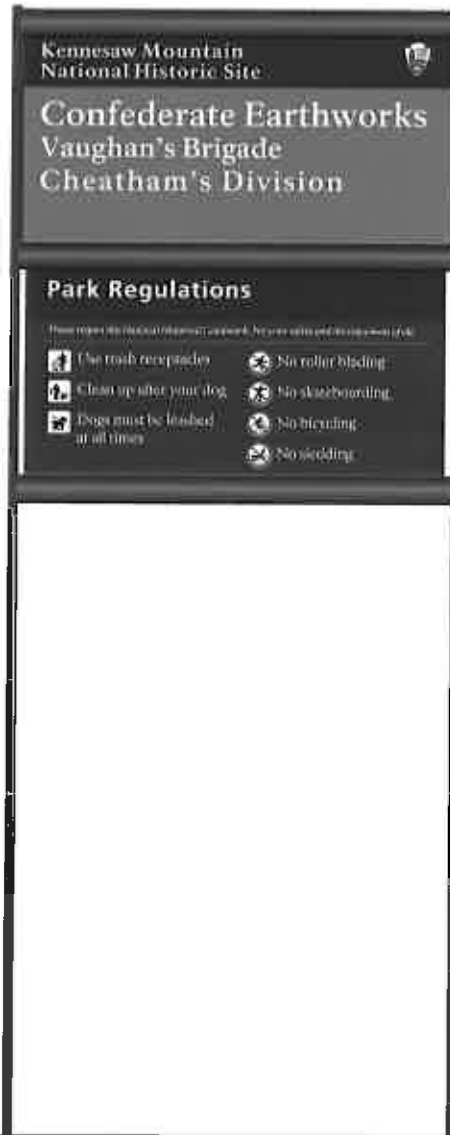 Kennesaw Mountain
National Historic Site
Confederate Earthworks
Vaughan's Brigade
Cheatham's Division
Park Regulations
Use trash receptacles
Clean up after your dog
Dogs must be leashed
at all times
No roller blading
No skateboarding
No bicycling
No sledding